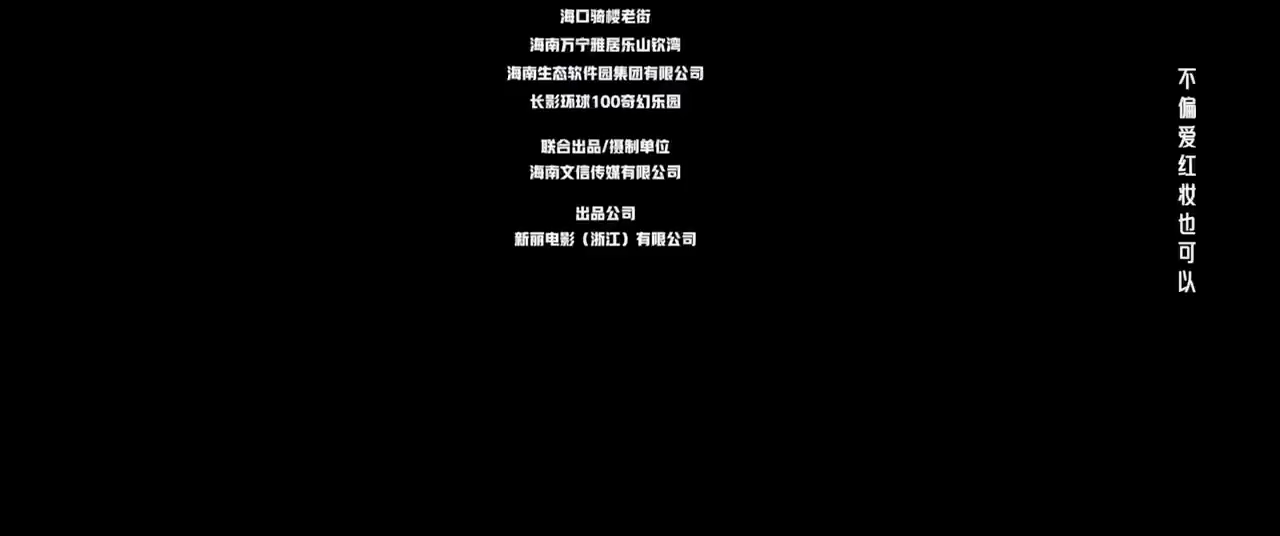 海口骑楼老街
海南万宁雅居乐山钦湾
海南生态软件园集团有限公司
长影环球100奇幻乐园
联合出品/摄制单位
海南文信传媒有限公司
出品公司
新丽电影（浙江）有限公司
不偏爱红妆也可以